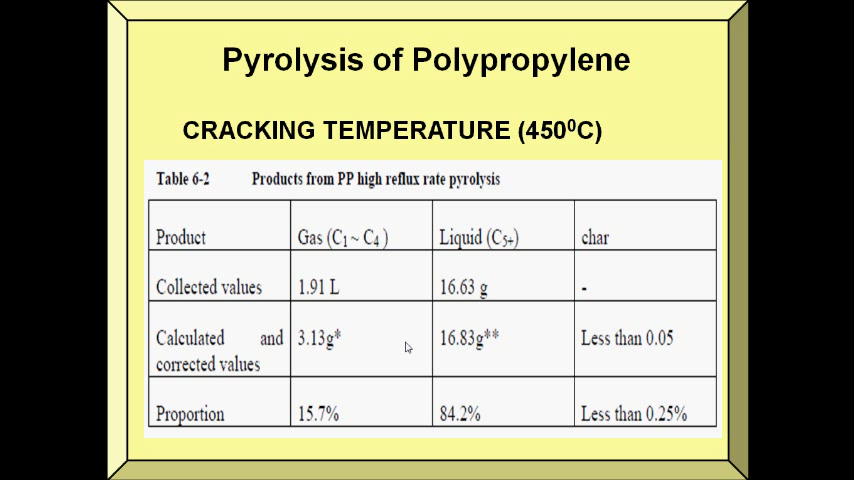 Pyrolysis of Polypropylene
CRACKING TEMPERATURE (450⁰C)
Table 6-2 Products from PP high reflux rate pyrolysis
Product Gas (C₁ ~ C₄ ) Liquid (C₅₊) char
Collected values 1.91 L 16.63 g -
Calculated and corrected values 3.13g* 16.83g** Less than 0.05
Proportion 15.7% 84.2% Less than 0.25%